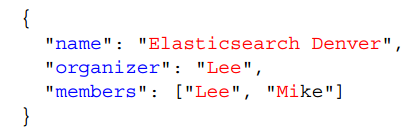 {
"name": "Elasticsearch Denver",
"organizer": "Lee",
"members": ["Lee", "Mike"]
}